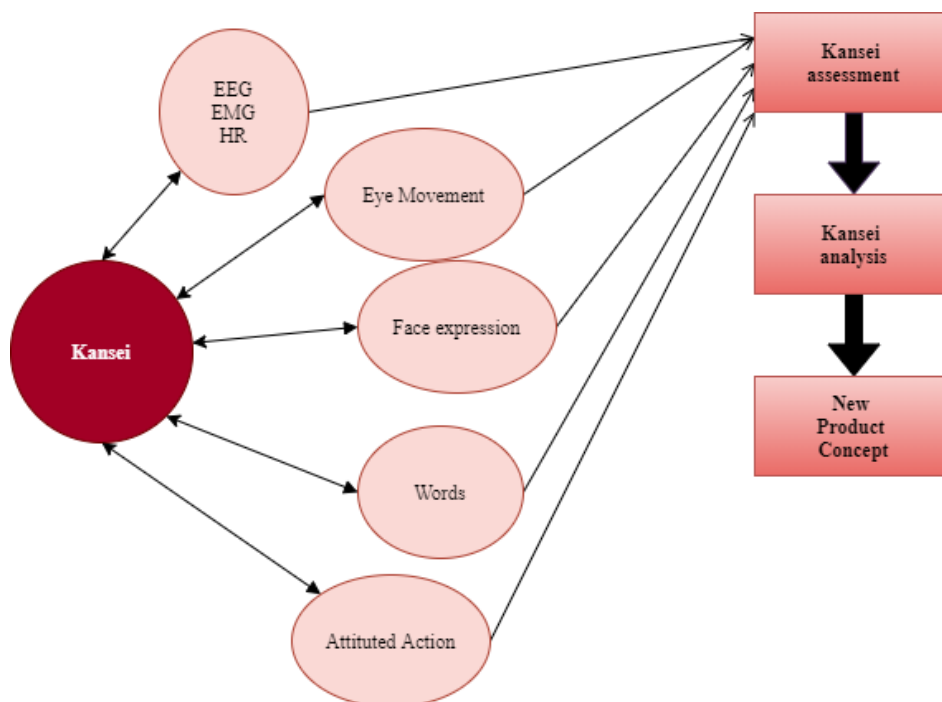 EEG
EMG
HR
Eye Movement
Kansei
Face expression
Words
Attituted Action
Kansei
assessment
Kansei
analysis
New
Product
Concept